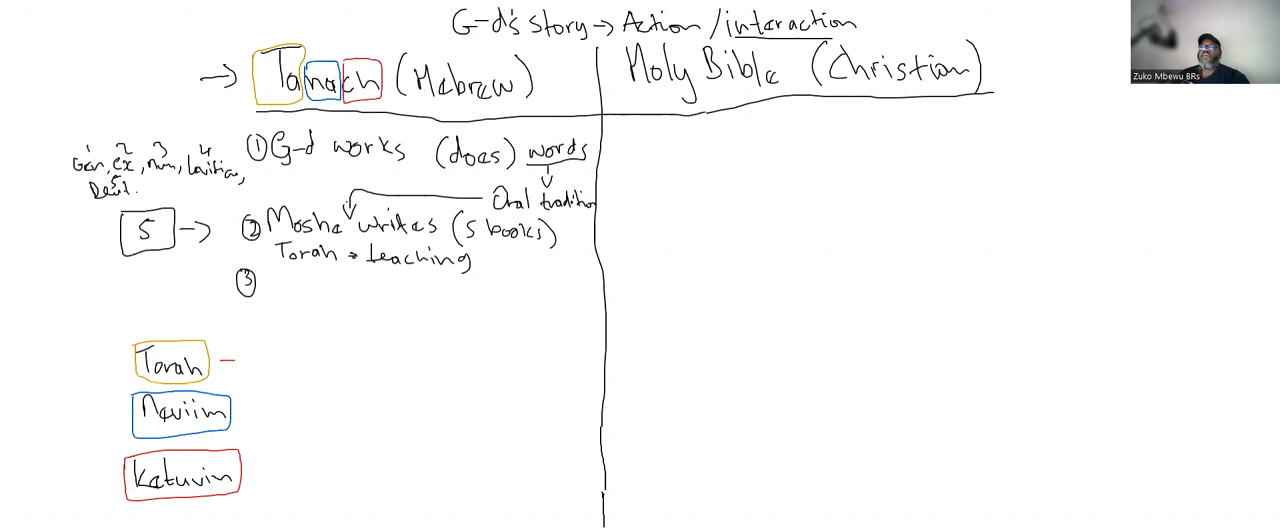 G-d's story → Action / interaction
→ Tanach (Hebrew)
Holy Bible (Christian)
1 2 3 4
Gen, ex, num, Leviticus,
5
Deut.
① G-d works (does) words
Oral tradition
5 → ② Moshe writes (5 books)
Torah = teaching
③
Torah –
Neviim
Ketuvim
Zuko Mbewu BRs